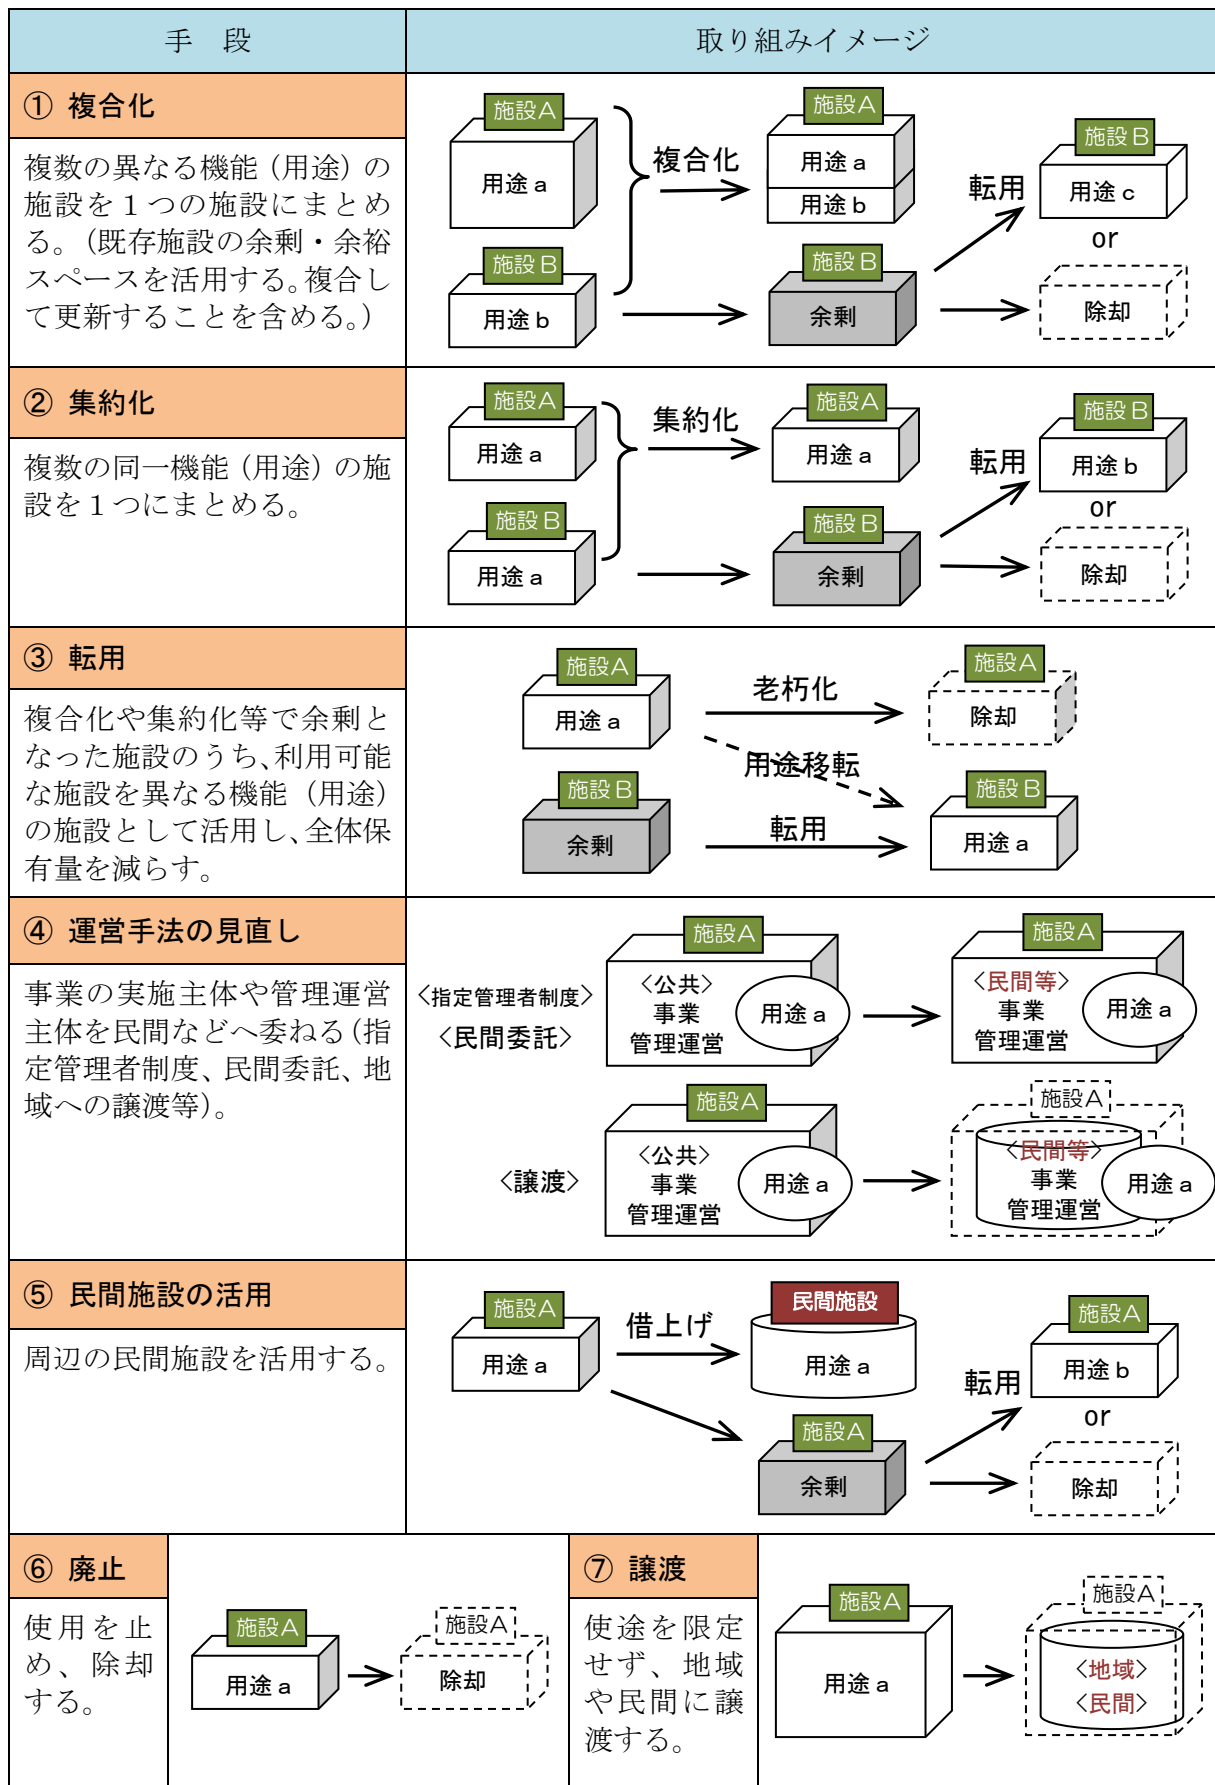 手　段
取り組みイメージ
① 複合化
複数の異なる機能（用途）の
施設を１つの施設にまとめ
る。（既存施設の余剰・余裕
スペースを活用する。複合し
て更新することを含める。）
施設A
用途a
施設B
用途b
複合化
施設A
用途a
用途b
施設B
余剰
転用
施設B
用途c
or
除却
② 集約化
複数の同一機能（用途）の施
設を１つにまとめる。
施設A
用途a
施設B
用途a
集約化
施設A
用途a
施設B
余剰
転用
施設B
用途b
or
除却
③ 転用
複合化や集約化等で余剰と
なった施設のうち、利用可能
な施設を異なる機能（用途）
の施設として活用し、全体保
有量を減らす。
施設A
用途a
老朽化
施設A
除却
用途移転
施設B
余剰
転用
施設B
用途a
④ 運営手法の見直し
事業の実施主体や管理運営
主体を民間などへ委ねる（指
定管理者制度、民間委託、地
域への譲渡等）。
〈指定管理者制度〉
〈民間委託〉
施設A
〈公共〉
事業
管理運営
用途a
施設A
〈民間等〉
事業
管理運営
用途a
〈譲渡〉
施設A
〈公共〉
事業
管理運営
用途a
施設A
〈民間等〉
事業
管理運営
用途a
⑤ 民間施設の活用
周辺の民間施設を活用する。
施設A
用途a
借上げ
民間施設
用途a
施設A
余剰
転用
施設A
用途b
or
除却
⑥ 廃止
使用を止
め、除却
する。
施設A
用途a
施設A
除却
⑦ 譲渡
使途を限定
せず、地域
や民間に譲
渡する。
施設A
用途a
施設A
〈地域〉
〈民間〉